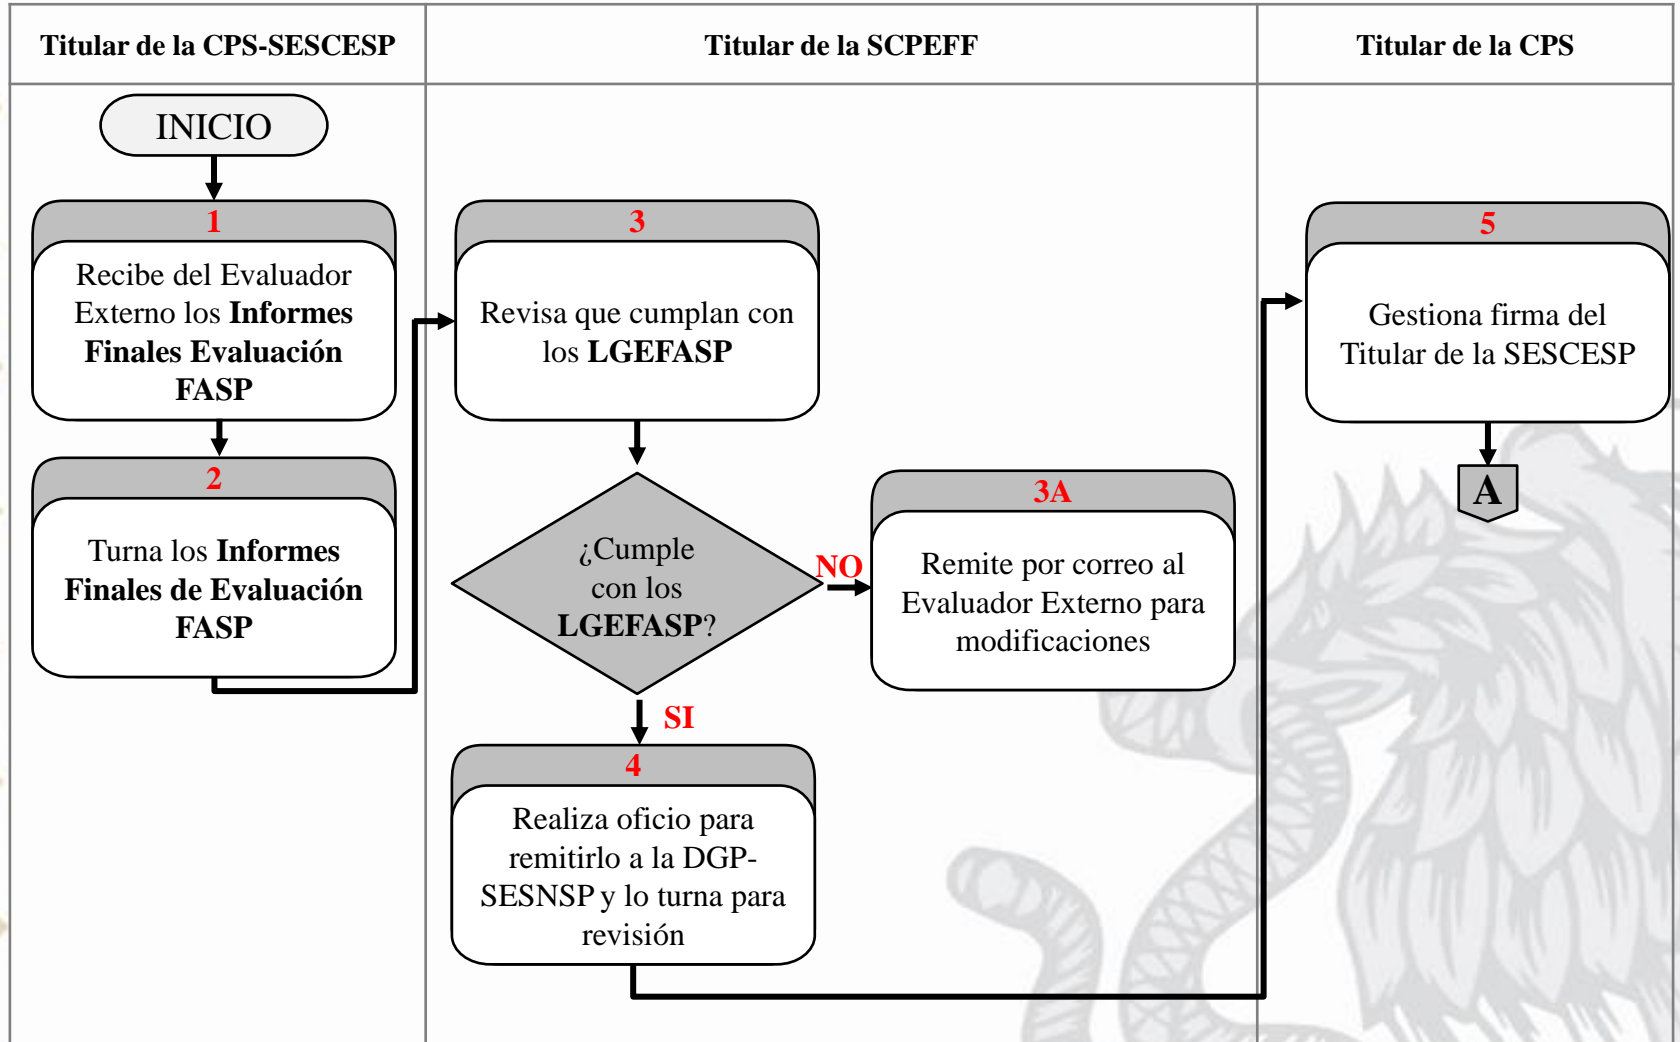 Titular de la CPS-SESCESP
Titular de la SCPEFF
Titular de la CPS
INICIO
1
Recibe del Evaluador
Externo los Informes
Finales Evaluación
FASP
2
Turna los Informes
Finales de Evaluación
FASP
3
Revisa que cumplan con
los LGEFASP
¿Cumple
con los
LGEFASP?
NO
3A
Remite por correo al
Evaluador Externo para
modificaciones
SI
4
Realiza oficio para
remitirlo a la DGP-
SESNSP y lo turna para
revisión
5
Gestiona firma del
Titular de la SESCESP
A